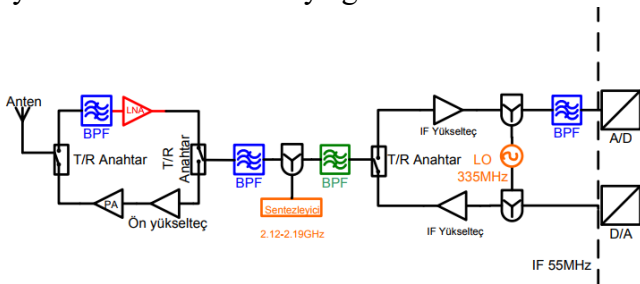 Anten
BPF
LNA
T/R Anahtar
T/R
Anahtar
PA
Ön yükselteç
BPF
Sentezleyici
2.12-2.19GHz
BPF
T/R Anahtar
IF Yükselteç
IF Yükselteç
LO
335MHz
BPF
A/D
D/A
IF 55MHz